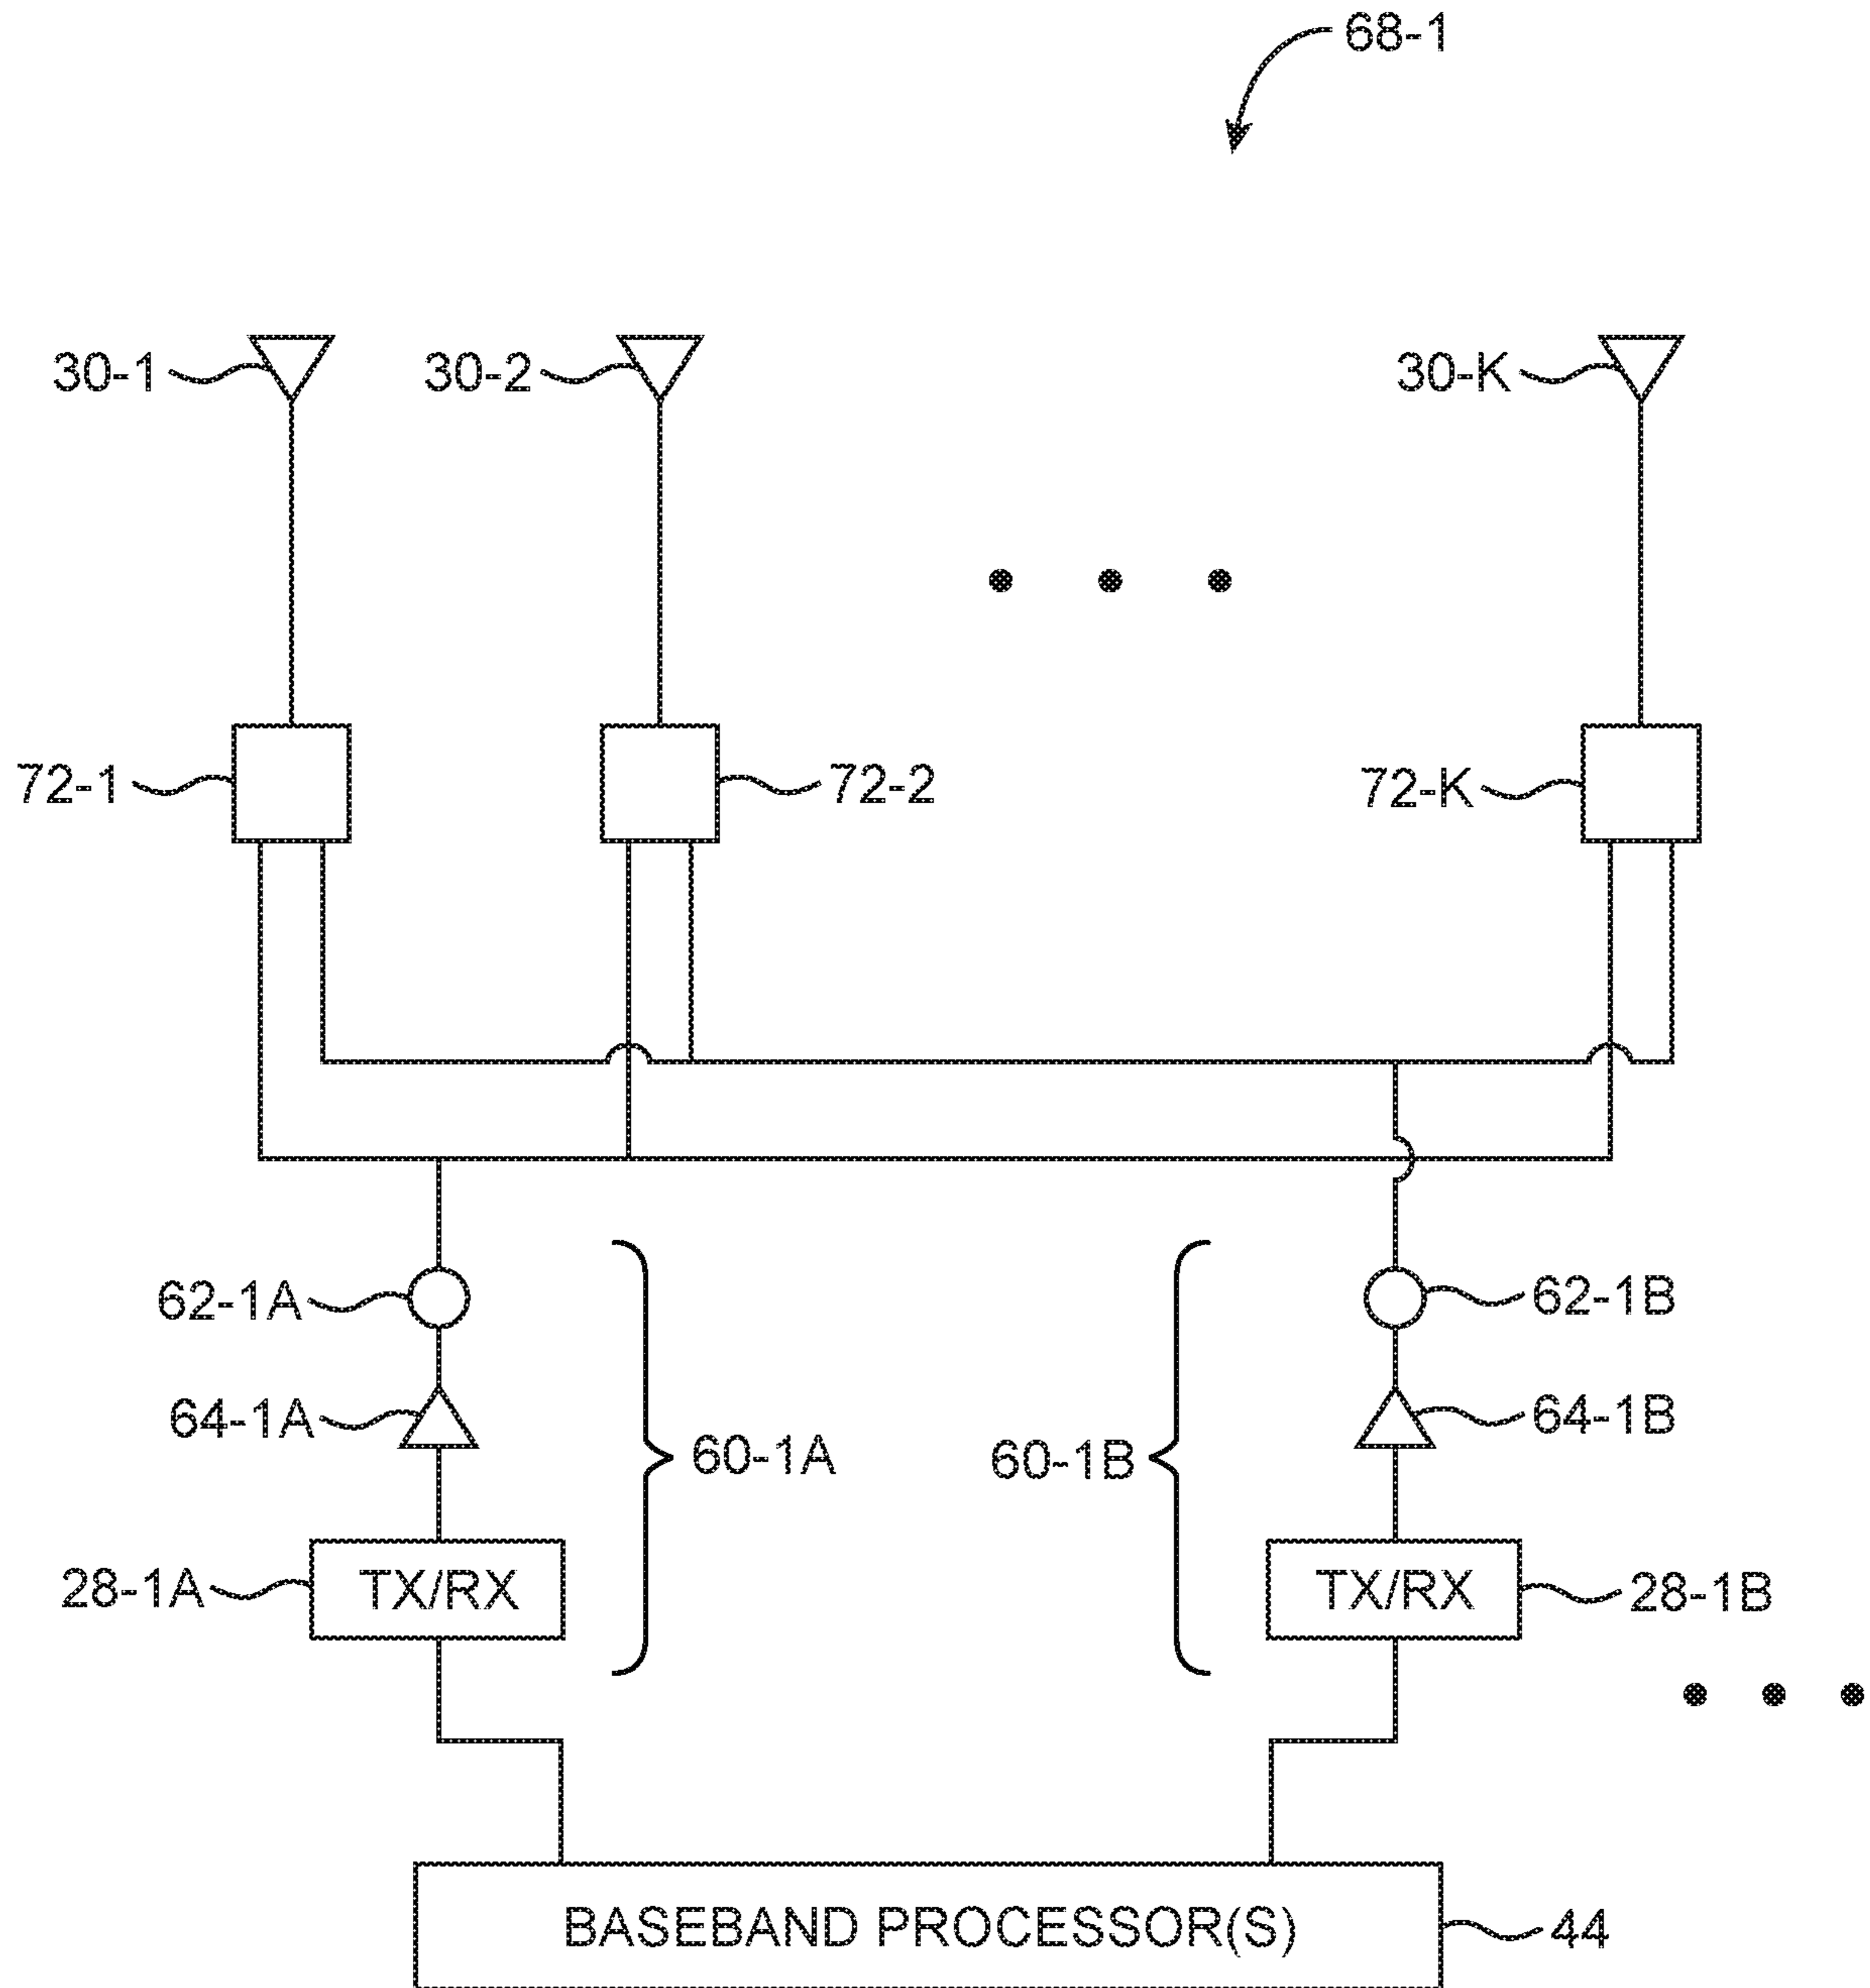 68-1
30-1
30-2
30-K
72-1
72-2
72-K
62-1A
62-1B
64-1A
64-1B
60-1A
60-1B
28-1A
TX/RX
TX/RX
28-1B
BASEBAND PROCESSOR(S)
44